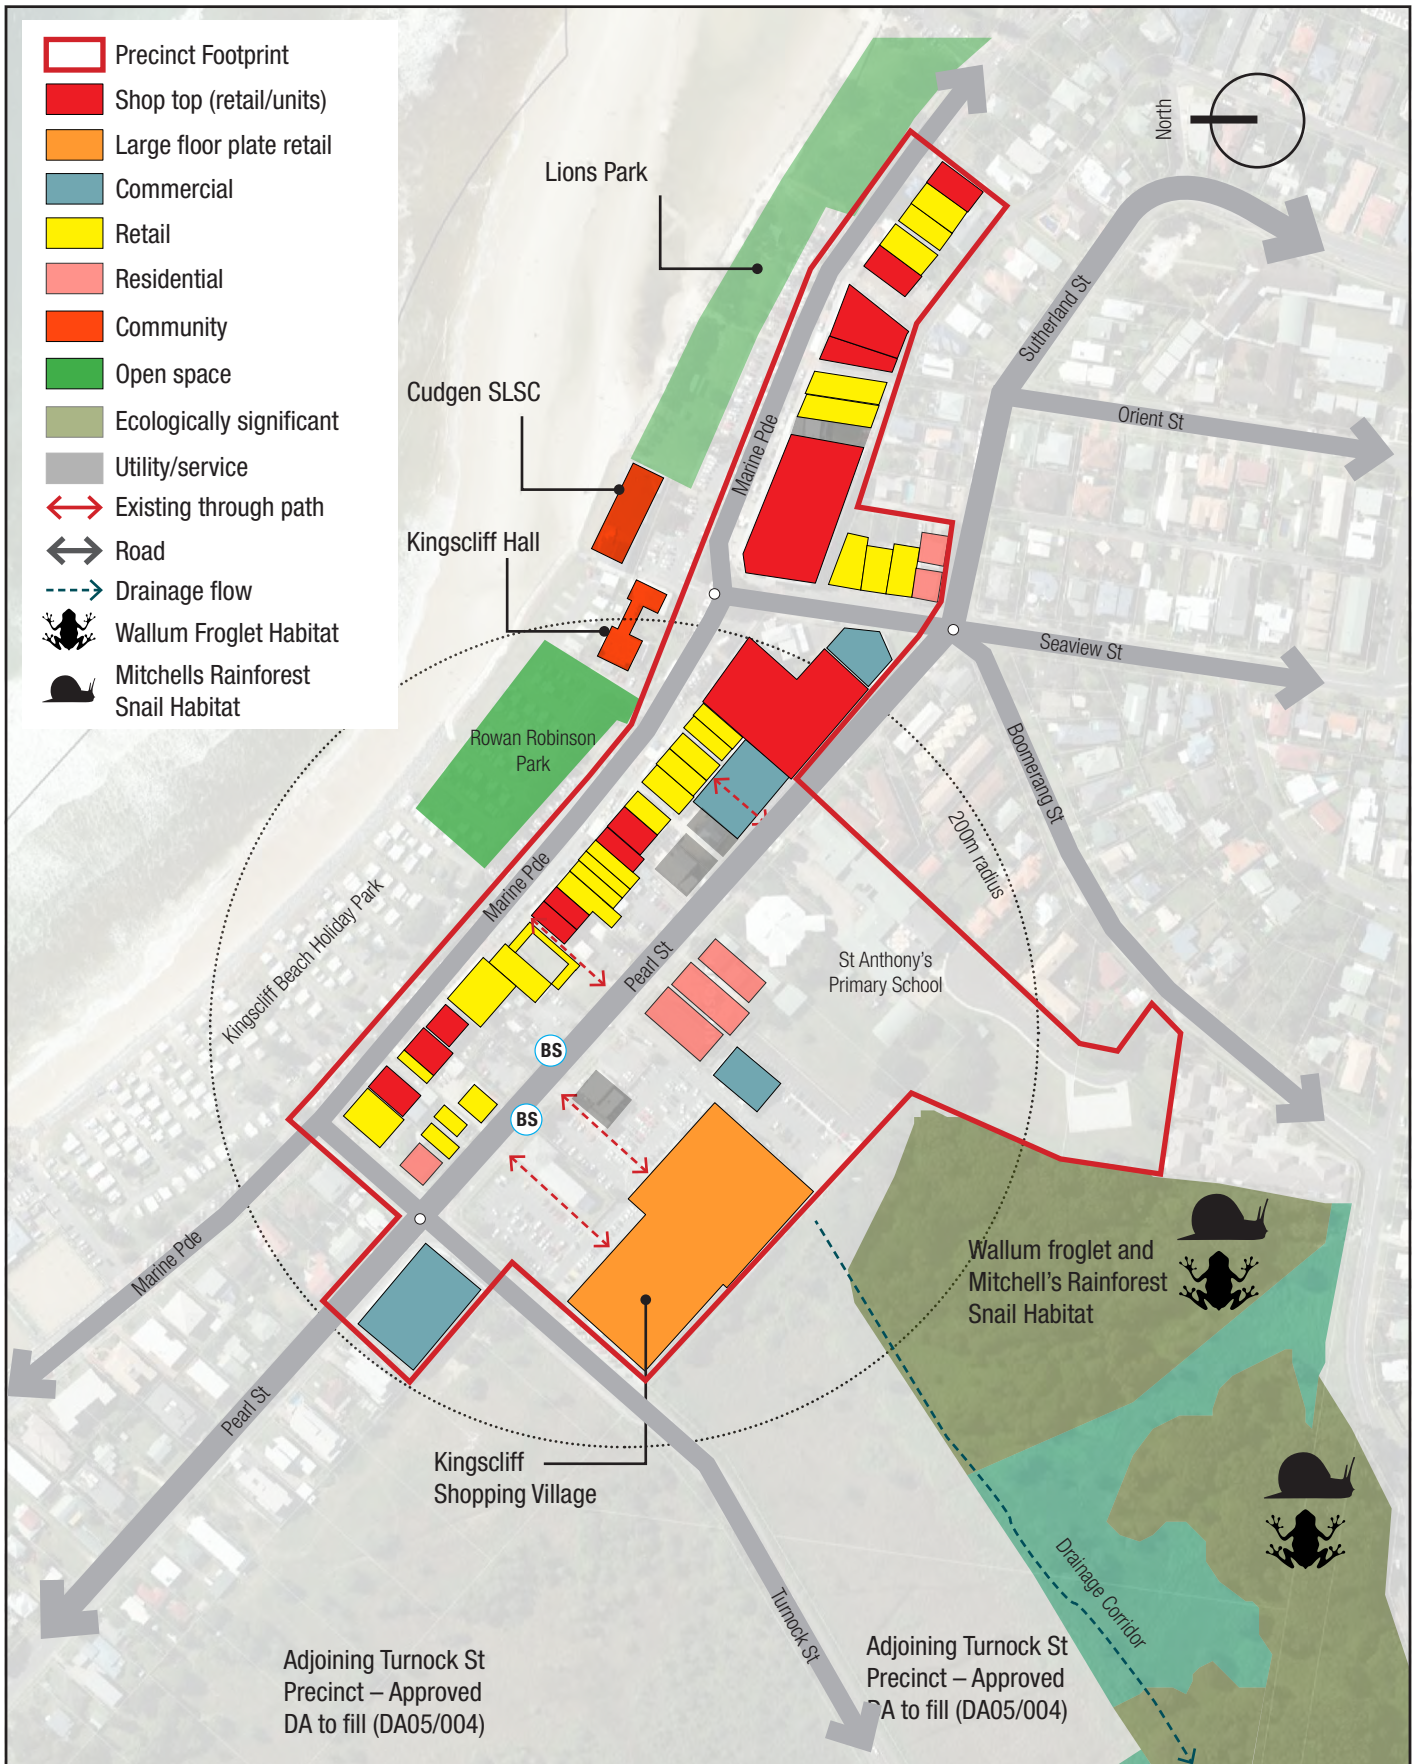 Precinct Footprint
Shop top (retail/units)
Large floor plate retail
Commercial
Retail
Residential
Community
Open space
Ecologically significant
Utility/service
Existing through path
Road
Drainage flow
Wallum Froglet Habitat
Mitchells Rainforest
Snail Habitat
North
Lions Park
Cudgen SLSC
Kingscliff Hall
Sutherland St
Orient St
Marine Pde
Seaview St
Boomerang St
Rowan Robinson
Park
200m radius
Marine Pde
Kingscliff Beach Holiday Park
Pearl St
St Anthony's
Primary School
BS
BS
Marine Pde
Pearl St
Wallum froglet and
Mitchell's Rainforest
Snail Habitat
Kingscliff
Shopping Village
Drainage Corridor
Turnock St
Adjoining Turnock St
Precinct – Approved
DA to fill (DA05/004)
Adjoining Turnock St
Precinct – Approved
DA to fill (DA05/004)